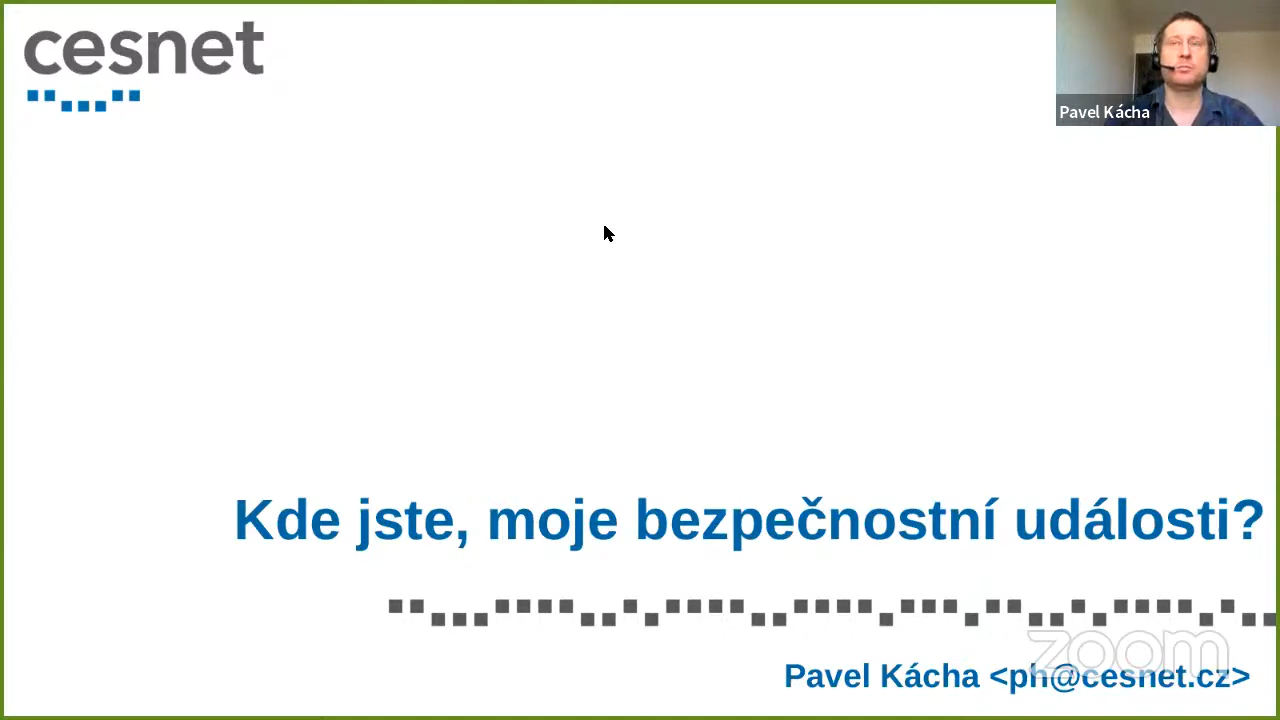 cesnet
Pavel Kácha
Kde jste, moje bezpečnostní události?
zoom
Pavel Kácha <ph@cesnet.cz>